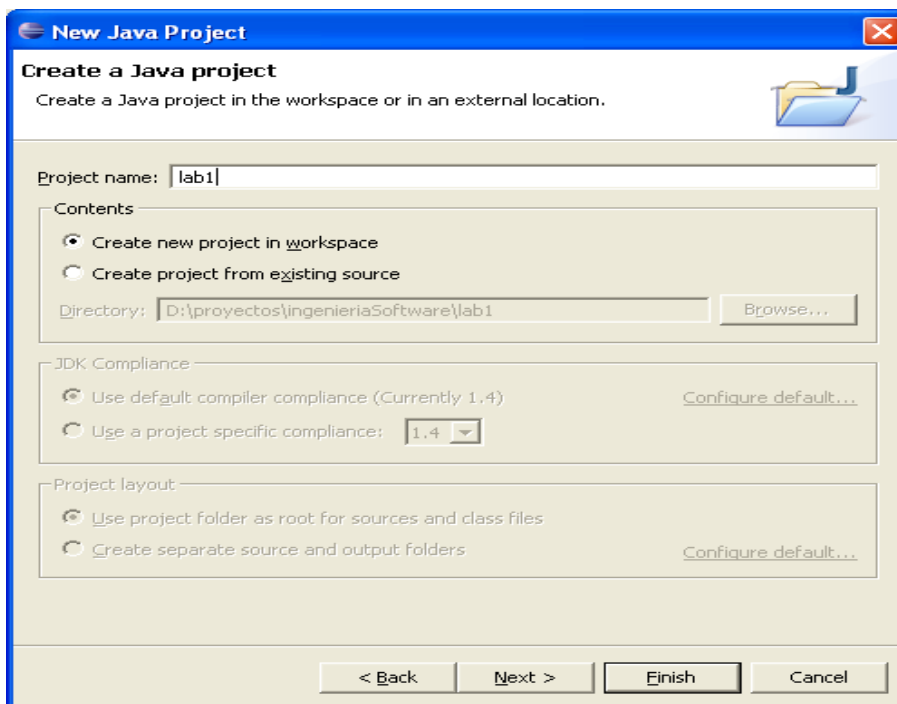 New Java Project
Create a Java project
Create a Java project in the workspace or in an external location.
Project name: lab1
Contents
Create new project in workspace
Create project from existing source
Directory: D:\proyectos\ingenieriaSoftware\lab1 Browse...
JDK Compliance
Use default compiler compliance (Currently 1.4) Configure default...
Use a project specific compliance: 1.4
Project layout
Use project folder as root for sources and class files
Create separate source and output folders Configure default...
< Back Next > Finish Cancel